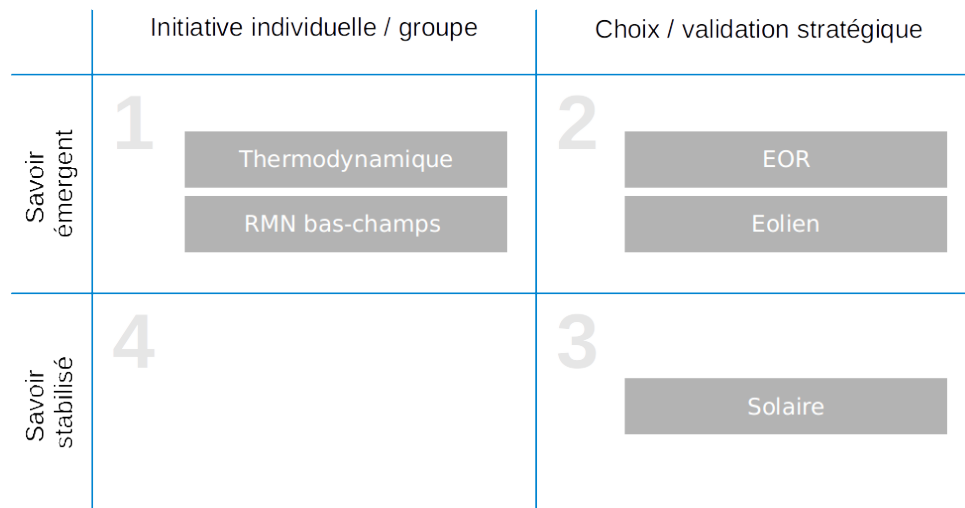 Initiative individuelle / groupe
Choix / validation stratégique
Savoir
émergent
1
Thermodynamique
RMN bas-champs
2
EOR
Eolien
Savoir
stabilisé
4
3
Solaire